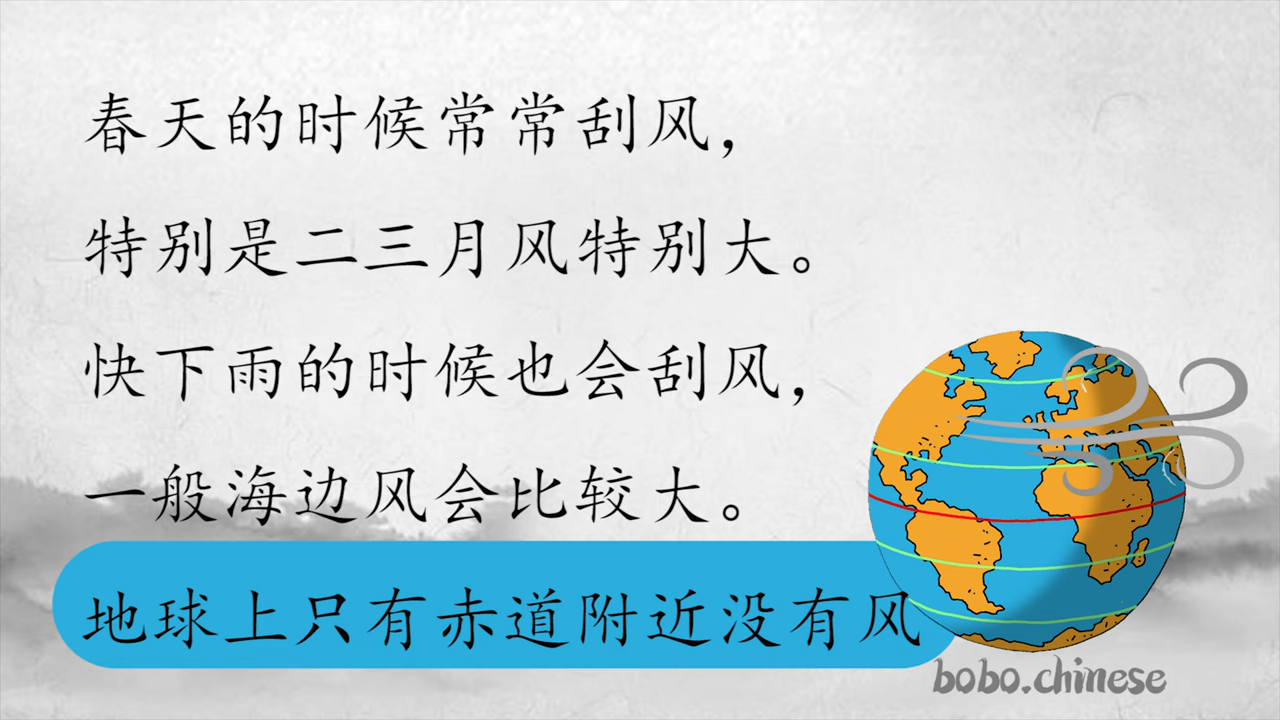 春天的时候常常刮风，
特别是二三月风特别大。
快下雨的时候也会刮风，
一般海边风会比较大。
地球上只有赤道附近没有风
bobo.chinese